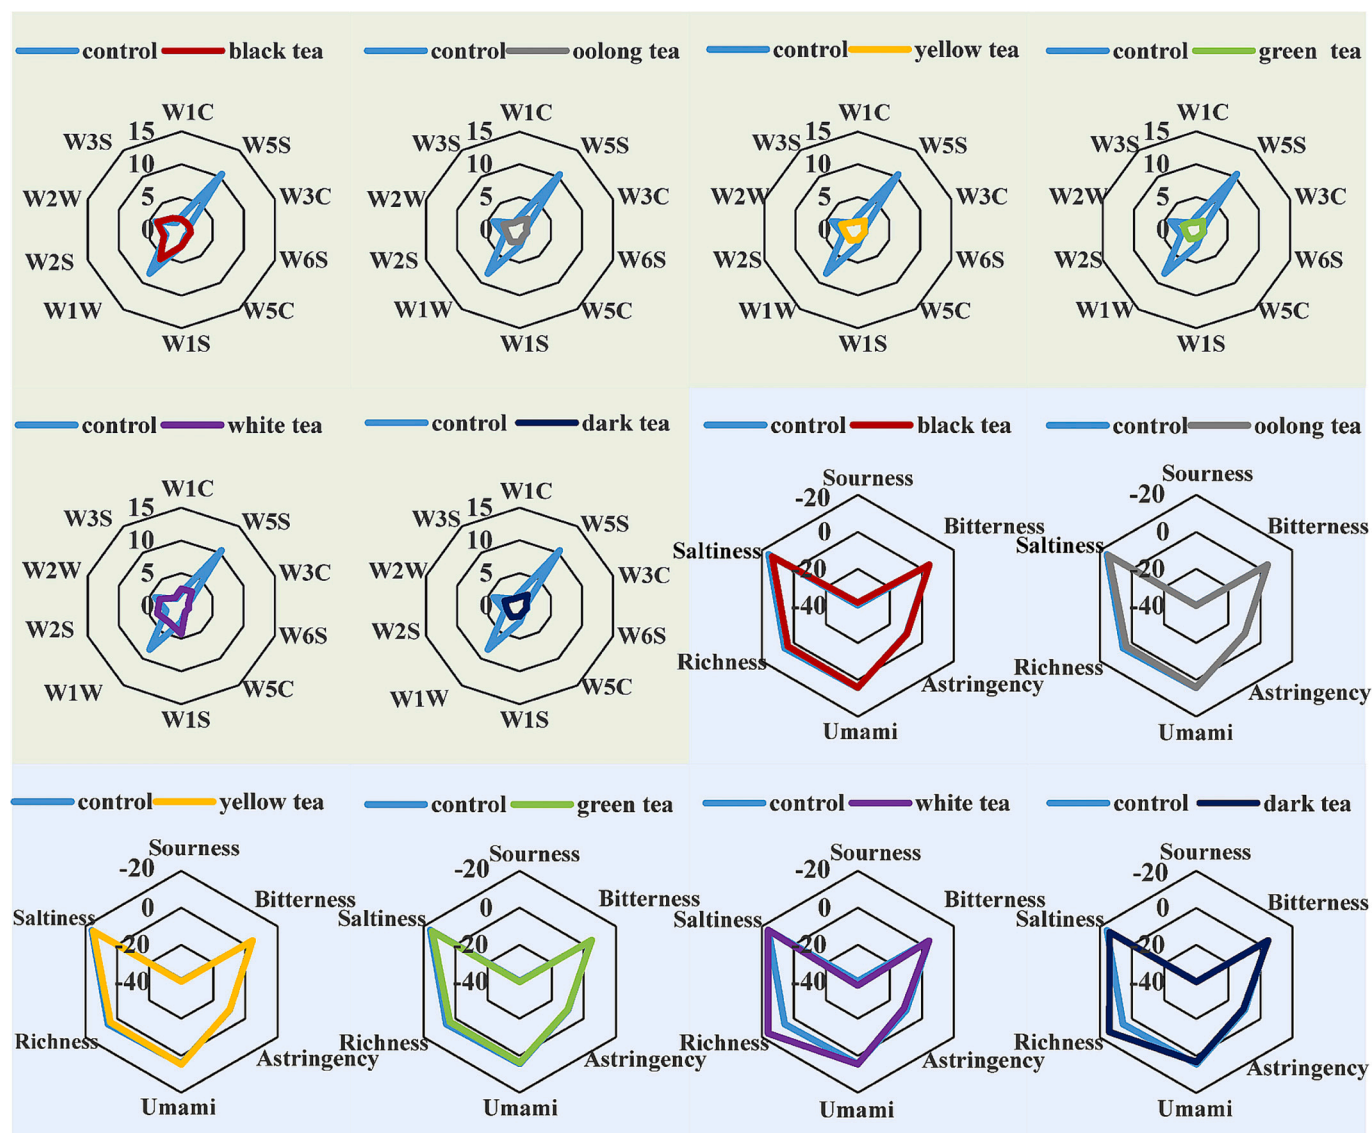 control black tea control oolong tea control yellow tea control green tea
W1C W1C W1C W1C
W3S 15 W5S W3S 15 W5S W3S 15 W5S W3S 15 W5S
10 10 10 10
W2W 5 W3C W2W 5 W3C W2W 5 W3C W2W 5 W3C
0 0 0 0
W2S W6S W2S W6S W2S W6S W2S W6S
W1W W5C W1W W5C W1W W5C W1W W5C
W1S W1S W1S W1S
control white tea control dark tea control black tea control oolong tea
W1C W1C Sourness Sourness
W3S 15 W5S W3S 15 W5S -20 Bitterness -20 Bitterness
10 10 0 0
W2W 5 W3C W2W 5 W3C Saltiness -20 Saltiness -20
0 0 -40 -40
W2S W6S W2S W6S Richness Richness
W1W W5C W1W W5C Astringency Astringency
W1S W1S Umami Umami
control yellow tea control green tea control white tea control dark tea
Sourness Sourness Sourness Sourness
-20 -20 -20 -20
Bitterness Bitterness Bitterness Bitterness
Saltiness 0 Saltiness 0 Saltiness 0 Saltiness 0
-20 -20 -20 -20
-40 -40 -40 -40
Richness Richness Richness Richness
Astringency Astringency Astringency Astringency
Umami Umami Umami Umami